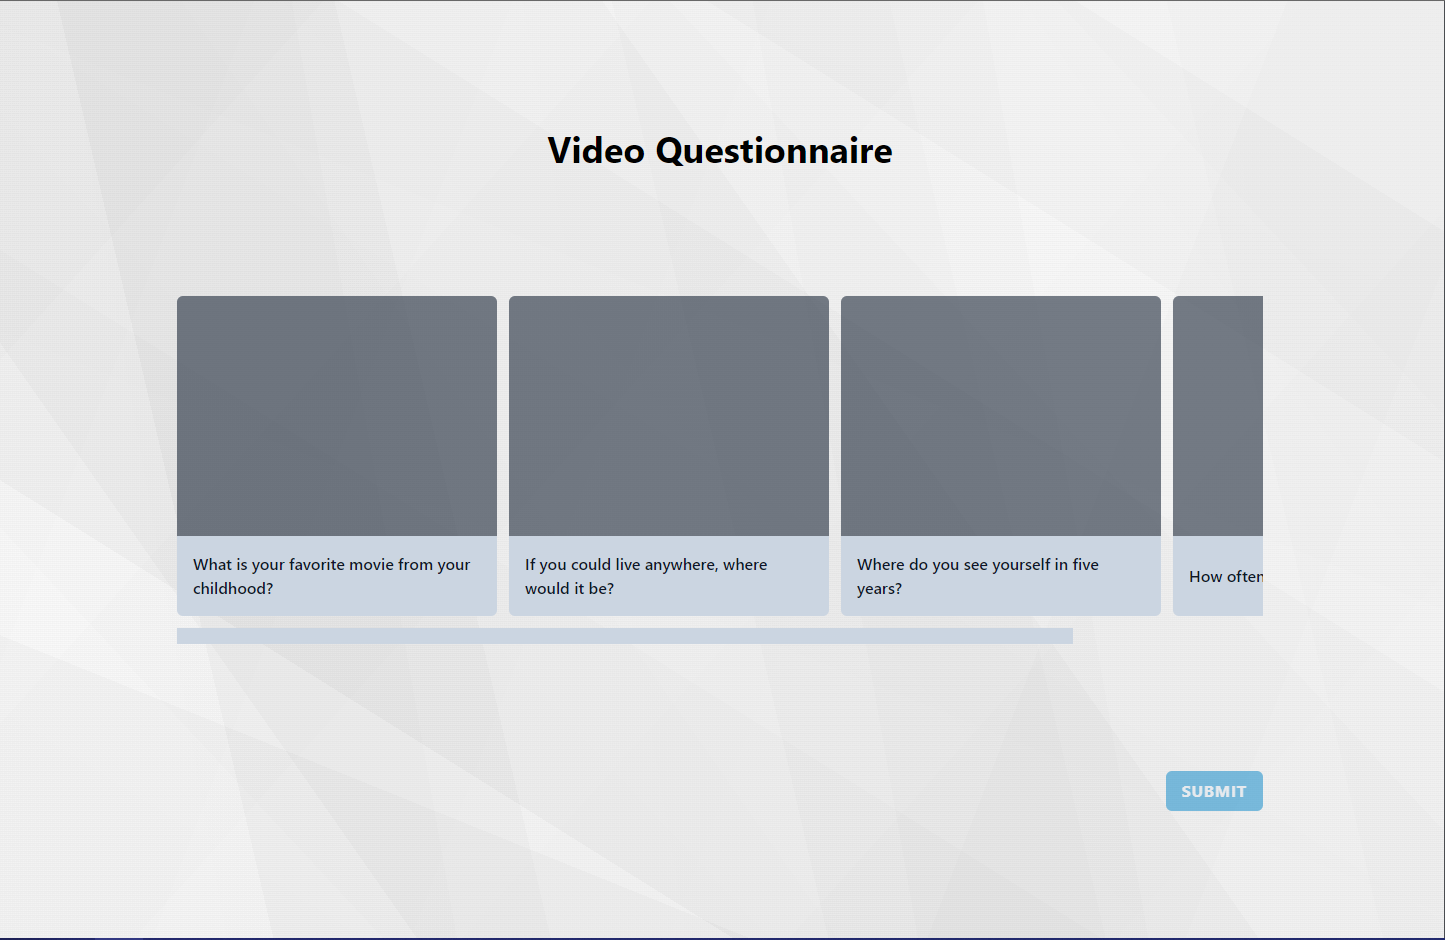 Video Questionnaire
What is your favorite movie from your
childhood?
If you could live anywhere, where
would it be?
Where do you see yourself in five
years?
How often
SUBMIT